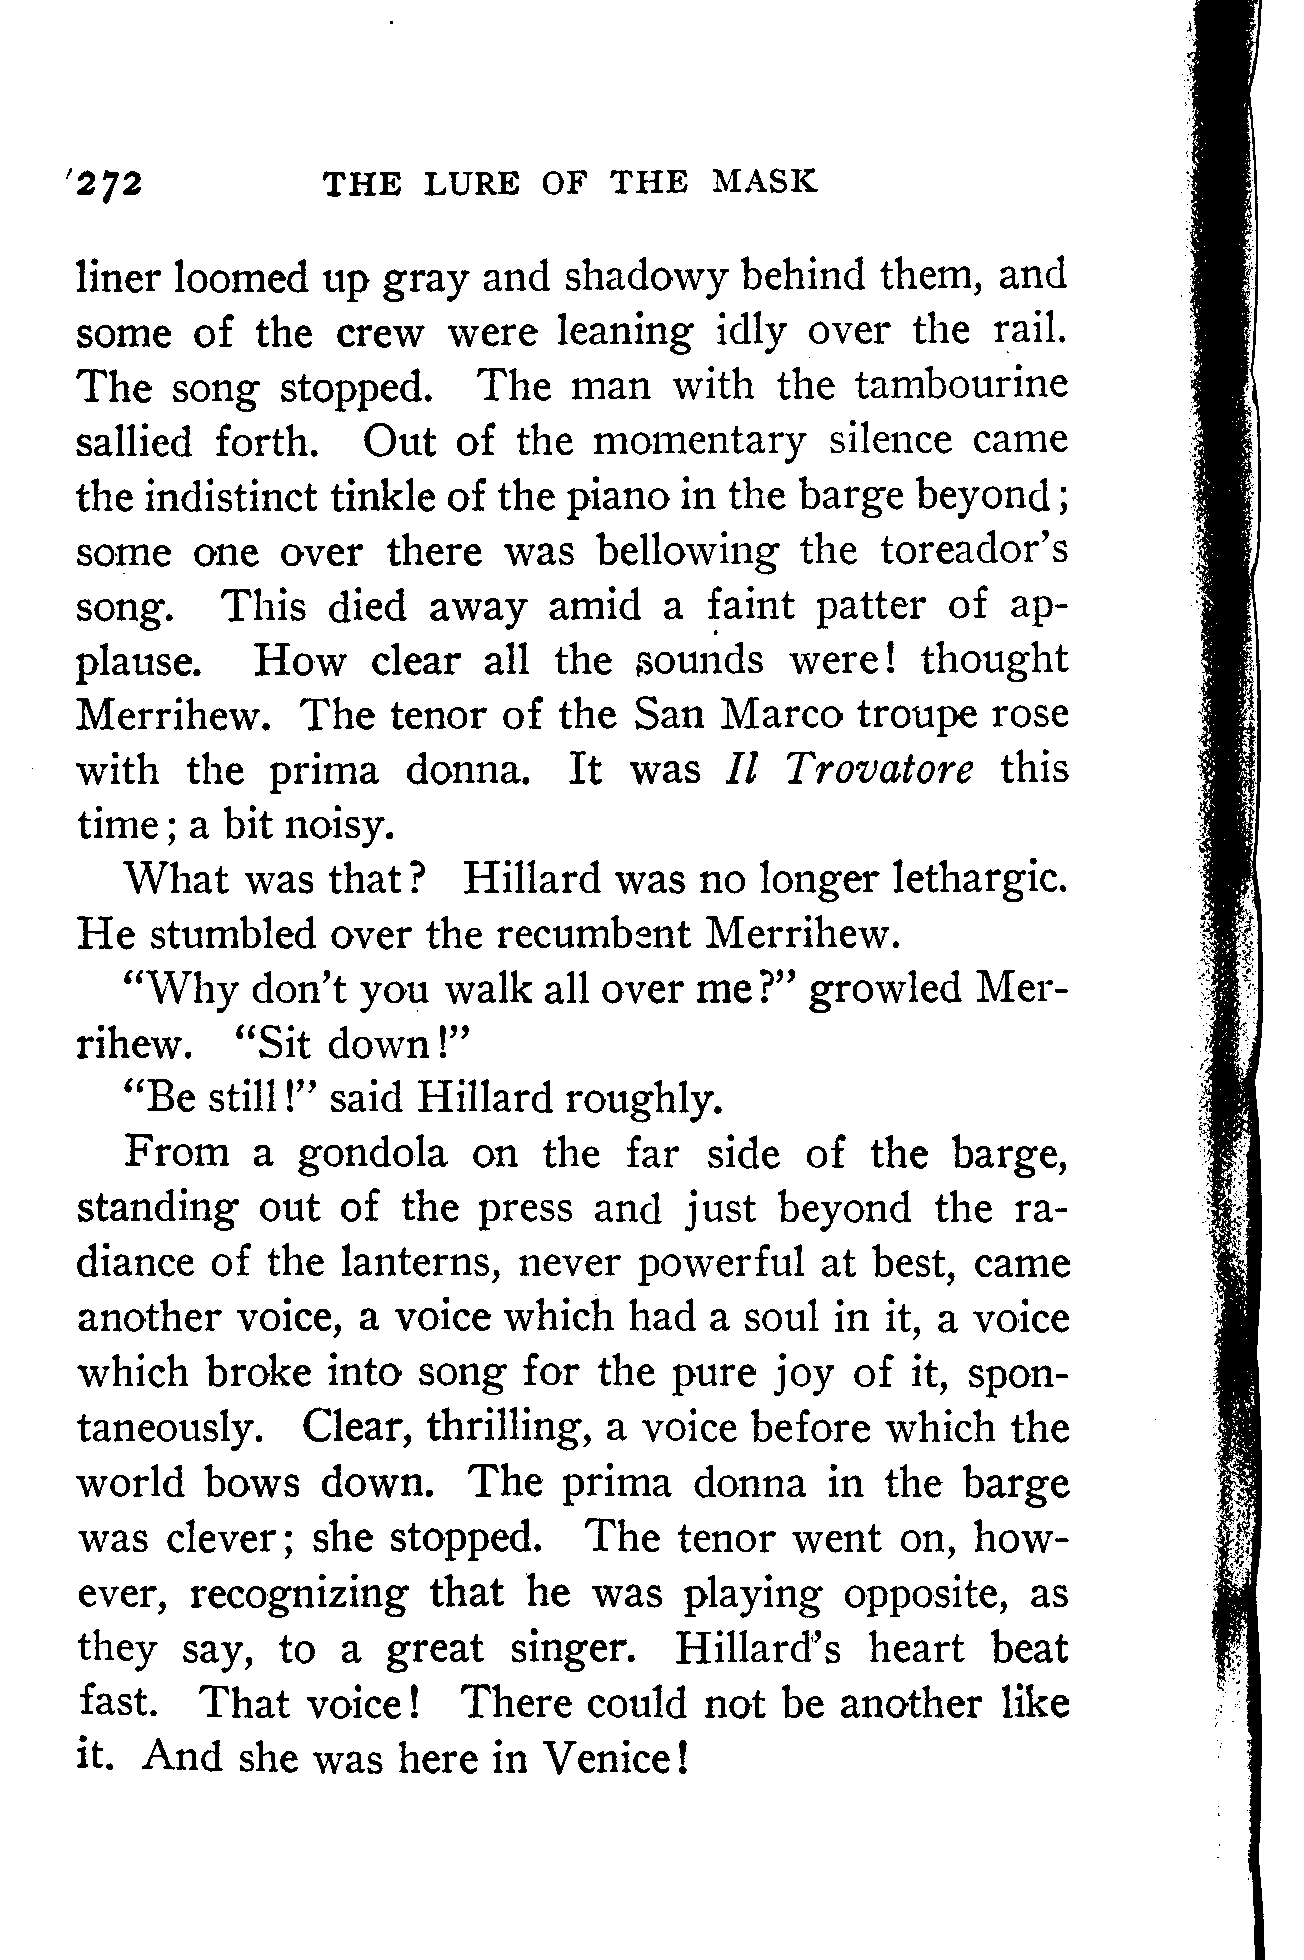 272 THE LURE OF THE MASK
liner loomed up gray and shadowy behind them, and
some of the crew were leaning idly over the rail.
The song stopped. The man with the tambourine
sallied forth. Out of the momentary silence came
the indistinct tinkle of the piano in the barge beyond;
some one over there was bellowing the toreador's
song. This died away amid a faint patter of ap-
plause. How clear all the sounds were! thought
Merrihew. The tenor of the San Marco troupe rose
with the prima donna. It was Il Trovatore this
time; a bit noisy.
What was that? Hillard was no longer lethargic.
He stumbled over the recumbent Merrihew.
"Why don't you walk all over me?" growled Mer-
rihew. "Sit down!"
"Be still!" said Hillard roughly.
From a gondola on the far side of the barge,
standing out of the press and just beyond the ra-
diance of the lanterns, never powerful at best, came
another voice, a voice which had a soul in it, a voice
which broke into song for the pure joy of it, spon-
taneously. Clear, thrilling, a voice before which the
world bows down. The prima donna in the barge
was clever; she stopped. The tenor went on, how-
ever, recognizing that he was playing opposite, as
they say, to a great singer. Hillard's heart beat
fast. That voice! There could not be another like
it. And she was here in Venice!